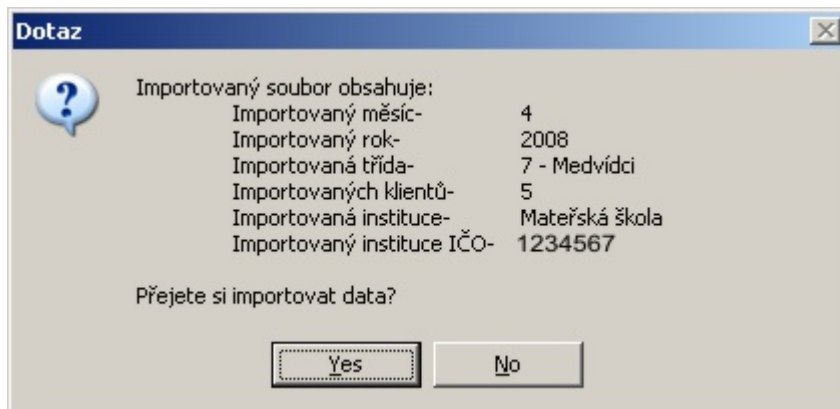 Dotaz
Importovaný soubor obsahuje:
Importovaný měsíc- 4
Importovaný rok- 2008
Importovaná třída- 7 - Medvídci
Importovaných klientů- 5
Importovaná instituce- Mateřská škola
Importovaný instituce IČO- 1234567
Přejete si importovat data?
Yes No